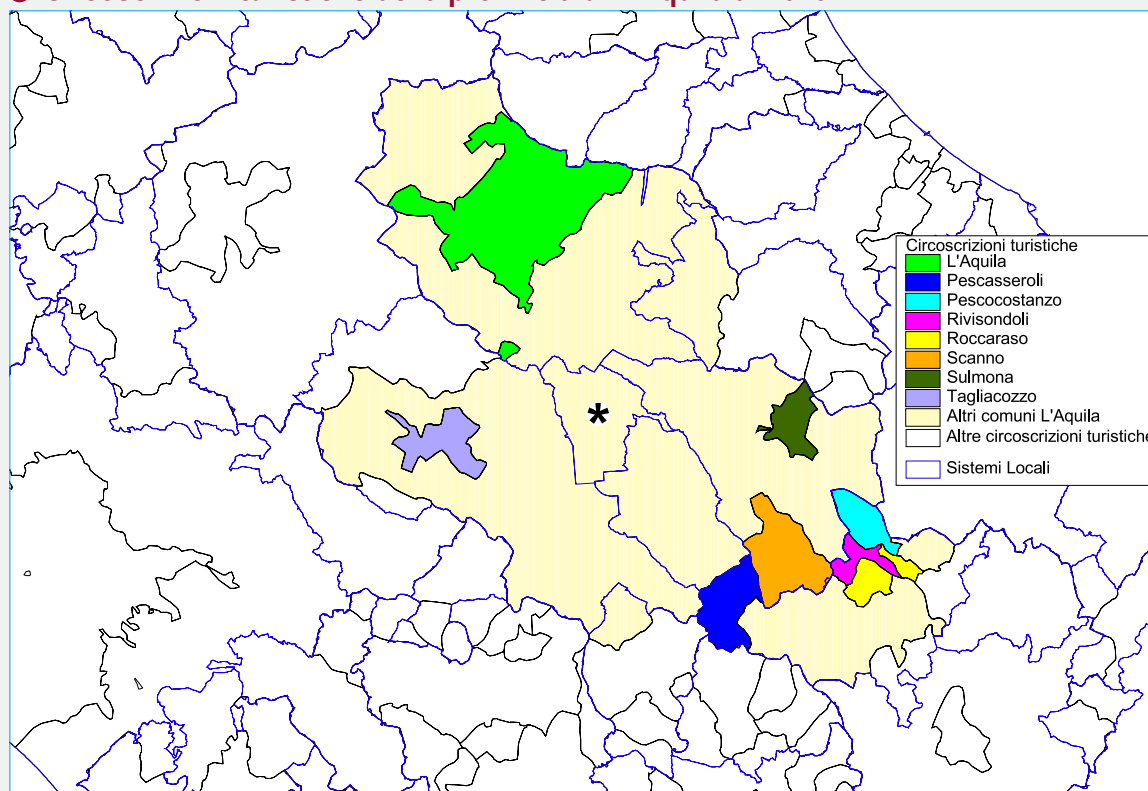 Circoscrizioni turistiche
L'Aquila
Pescasseroli
Pescocostanzo
Rivisondoli
Roccaraso
Scanno
Sulmona
Tagliacozzo
Altri comuni L'Aquila
*
Altre circoscrizioni turistiche
Sistemi Locali